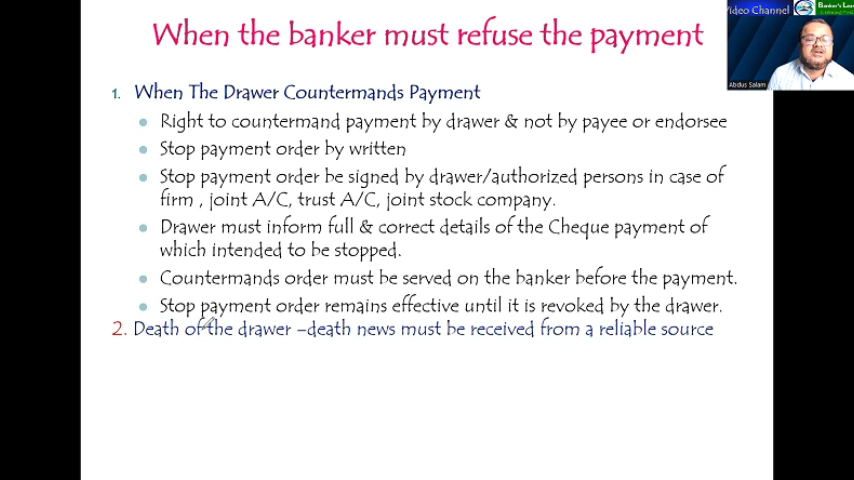 When the banker must refuse the payment
Video Channel
Banker's
Abdus Salam
1. When The Drawer Countermands Payment
Right to countermand payment by drawer & not by payee or endorsee
Stop payment order by written
Stop payment order be signed by drawer/authorized persons in case of
firm , joint A/C, trust A/C, joint stock company.
Drawer must inform full & correct details of the Cheque payment of
which intended to be stopped.
Countermands order must be served on the banker before the payment.
Stop payment order remains effective until it is revoked by the drawer.
2. Death of the drawer –death news must be received from a reliable source